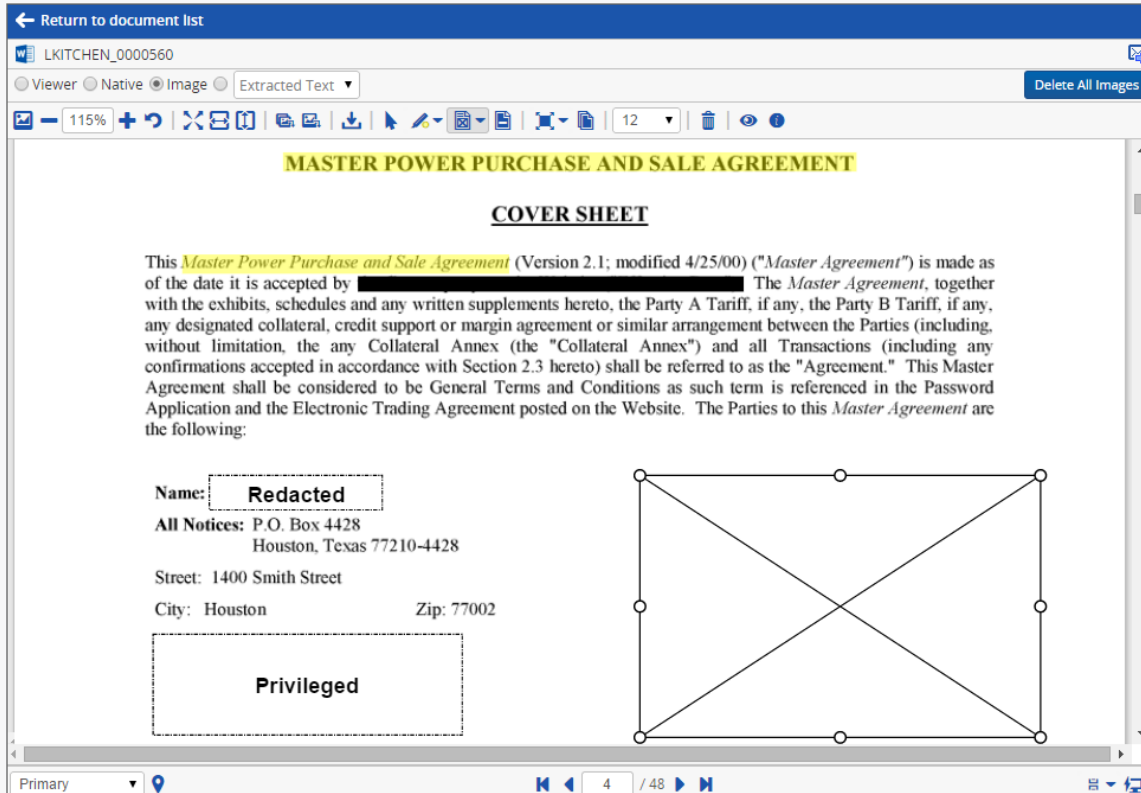 Return to document list
LKITCHEN_0000560
Viewer Native Image Extracted Text
Delete All Images
115% 12
MASTER POWER PURCHASE AND SALE AGREEMENT
COVER SHEET
This Master Power Purchase and Sale Agreement (Version 2.1; modified 4/25/00) ("Master Agreement") is made as
of the date it is accepted by The Master Agreement, together
with the exhibits, schedules and any written supplements hereto, the Party A Tariff, if any, the Party B Tariff, if any,
any designated collateral, credit support or margin agreement or similar arrangement between the Parties (including,
without limitation, the any Collateral Annex (the "Collateral Annex") and all Transactions (including any
confirmations accepted in accordance with Section 2.3 hereto) shall be referred to as the "Agreement." This Master
Agreement shall be considered to be General Terms and Conditions as such term is referenced in the Password
Application and the Electronic Trading Agreement posted on the Website. The Parties to this Master Agreement are
the following:
Name: Redacted
All Notices: P.O. Box 4428
Houston, Texas 77210-4428
Street: 1400 Smith Street
City: Houston Zip: 77002
Privileged
Primary 4 / 48